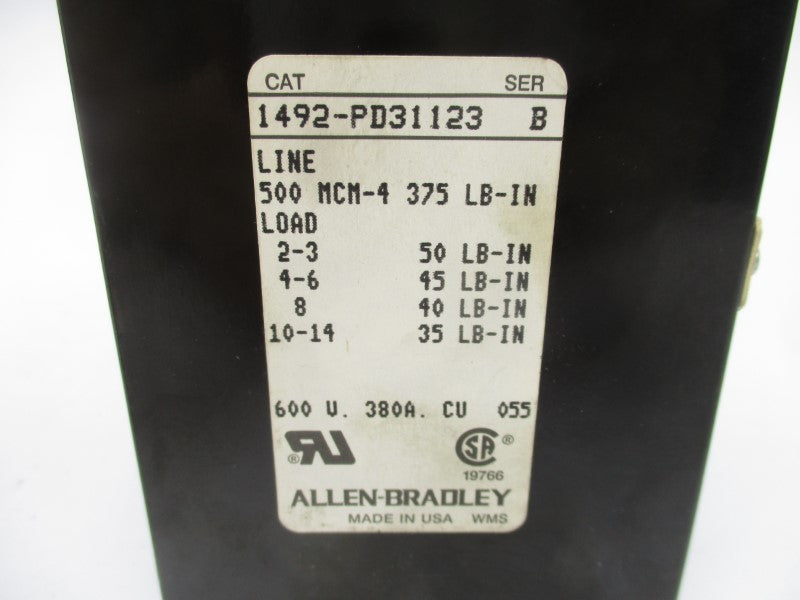 CAT SER
1492-PD31123 B
LINE
500 MCM-4 375 LB-IN
LOAD
2-3 50 LB-IN
4-6 45 LB-IN
8 40 LB-IN
10-14 35 LB-IN
600 V. 380A. CU 055
RU® SA®
19766
ALLEN-BRADLEY
MADE IN USA WMS